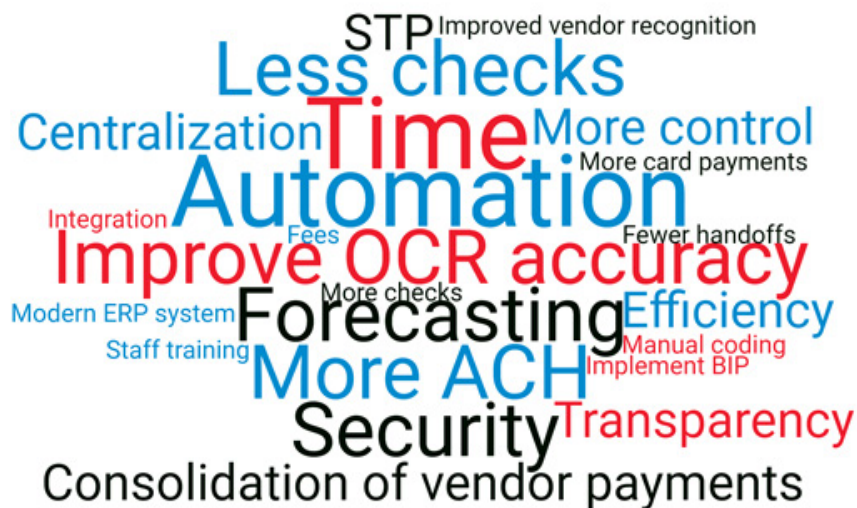 STP
Improved vendor recognition
Less checks
Time
Centralization
More control
More card payments
Automation
Integration
Fees
Fewer handoffs
Improve OCR accuracy
More checks
Modern ERP system
Forecasting
Efficiency
Staff training
Manual coding
More ACH
Implement BIP
Security
Transparency
Consolidation of vendor payments